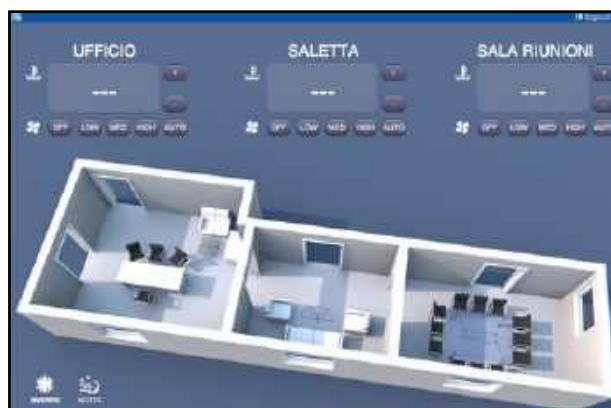 UFFICIO SALETTA SALA RIUNIONI
--- --- ---
OFF LOW MED HIGH AUTO OFF LOW MED HIGH AUTO OFF LOW MED HIGH AUTO